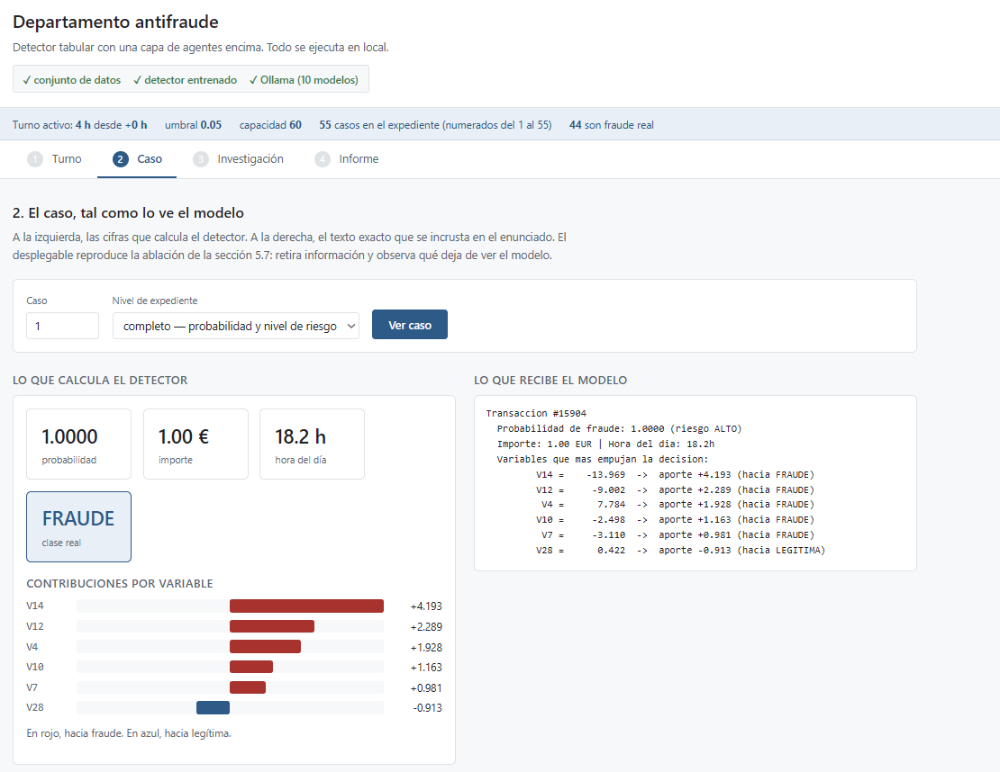 Departamento antifraude
Detector tabular con una capa de agentes encima. Todo se ejecuta en local.
✓ conjunto de datos ✓ detector entrenado ✓ Ollama (10 modelos)
Turno activo: 4 h desde +0 h umbral 0.05 capacidad 60 55 casos en el expediente (numerados del 1 al 55) 44 son fraude real
1 Turno 2 Caso 3 Investigación 4 Informe
2. El caso, tal como lo ve el modelo
A la izquierda, las cifras que calcula el detector. A la derecha, el texto exacto que se incrusta en el enunciado. El
desplegable reproduce la ablación de la sección 5.7: retira información y observa qué deja de ver el modelo.
Caso Nivel de expediente
1 completo — probabilidad y nivel de riesgo Ver caso
LO QUE CALCULA EL DETECTOR
1.0000
probabilidad
1.00 €
importe
18.2 h
hora del día
FRAUDE
clase real
CONTRIBUCIONES POR VARIABLE
V14 +4.193
V12 +2.289
V4 +1.928
V10 +1.163
V7 +0.981
V28 -0.913
En rojo, hacia fraude. En azul, hacia legítima.
LO QUE RECIBE EL MODELO
Transaccion #15904
Probabilidad de fraude: 1.0000 (riesgo ALTO)
Importe: 1.00 EUR | Hora del dia: 18.2h
Variables que mas empujan la decision:
V14 = -13.969 -> aporte +4.193 (hacia FRAUDE)
V12 = -9.002 -> aporte +2.289 (hacia FRAUDE)
V4 = 7.784 -> aporte +1.928 (hacia FRAUDE)
V10 = -2.498 -> aporte +1.163 (hacia FRAUDE)
V7 = -3.110 -> aporte +0.981 (hacia FRAUDE)
V28 = 0.422 -> aporte -0.913 (hacia LEGITIMA)